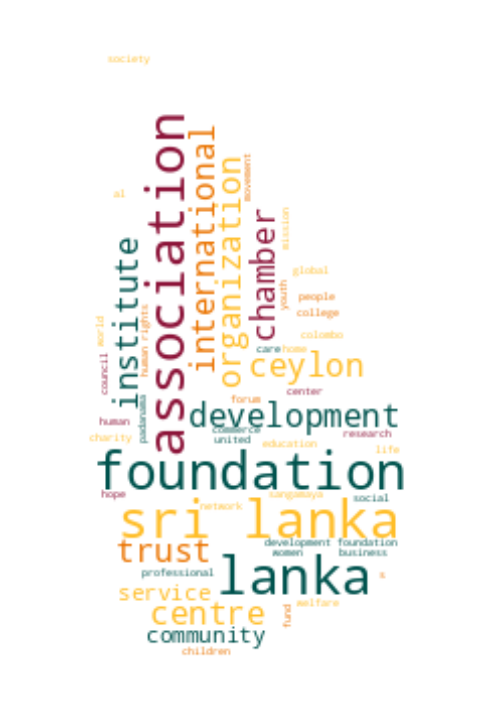 society
association
international
organization
movement
al
chamber
mission
institute
global
youth
people
human rights
college
world
colombo
care
home
council
ceylon
center
padanama
forum
development
human
commerce
research
charity
united
education
life
foundation
hope
sangamaya
social
network
sri lanka
trust
development foundation
women
business
lanka
professional
s
service
welfare
centre
fund
community
children